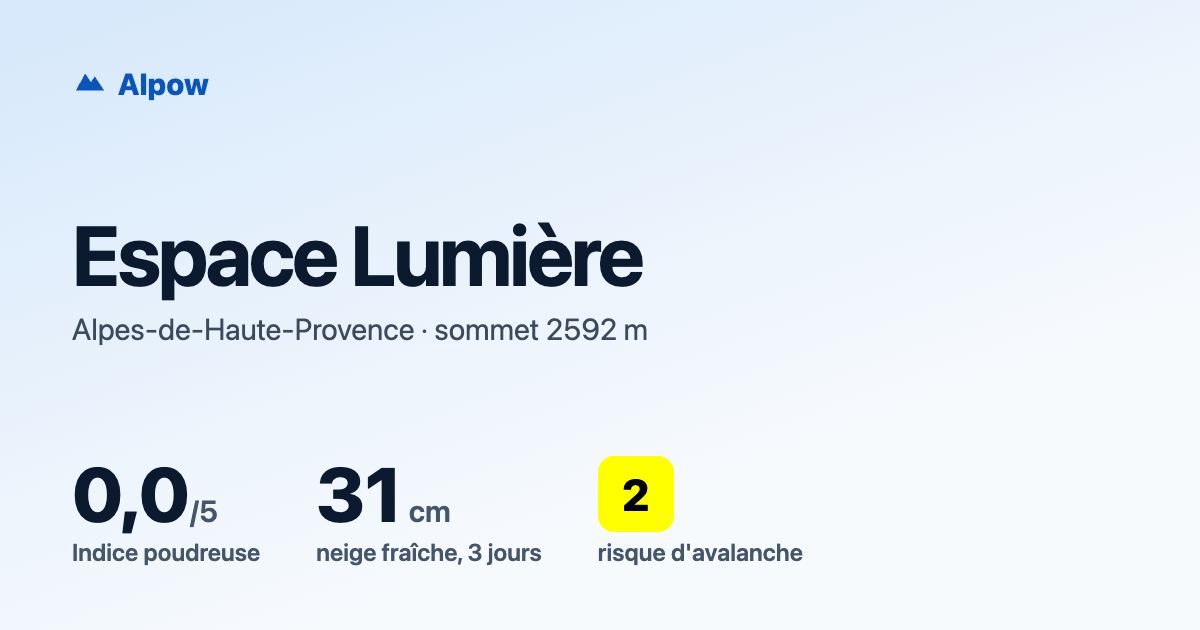 Alpow
Espace Lumière
Alpes-de-Haute-Provence · sommet 2592 m
0,0/5 31 cm 2
Indice poudreuse neige fraîche, 3 jours risque d'avalanche